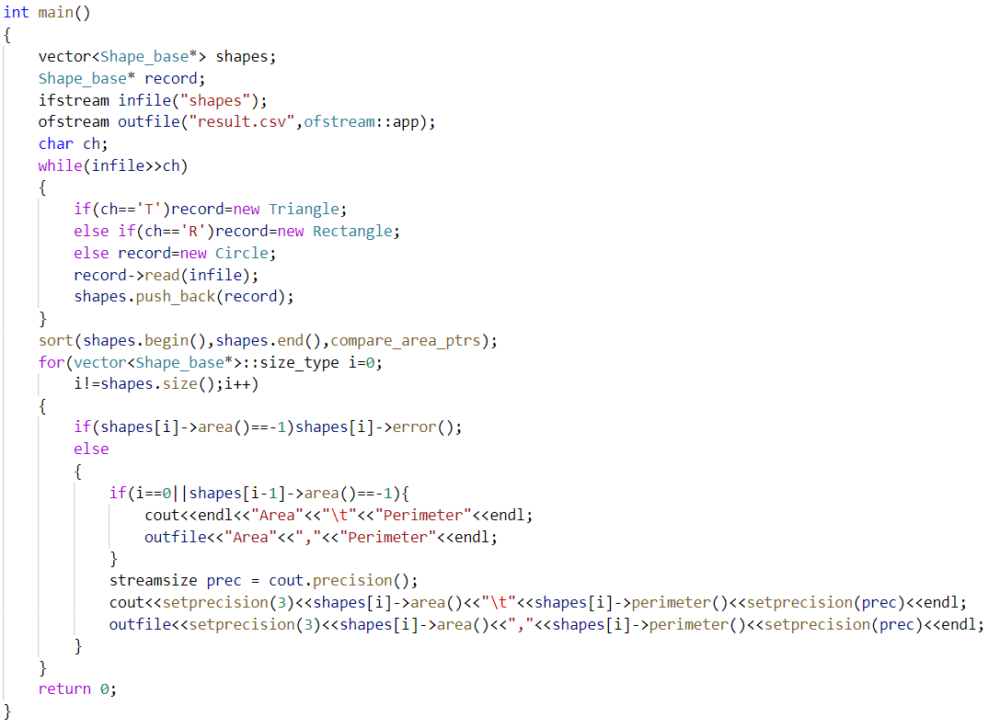 int main()
{
    vector<Shape_base*> shapes;
    Shape_base* record;
    ifstream infile("shapes");
    ofstream outfile("result.csv",ofstream::app);
    char ch;
    while(infile>>ch)
    {
        if(ch=='T')record=new Triangle;
        else if(ch=='R')record=new Rectangle;
        else record=new Circle;
        record->read(infile);
        shapes.push_back(record);
    }
    sort(shapes.begin(),shapes.end(),compare_area_ptrs);
    for(vector<Shape_base*>::size_type i=0;
        i!=shapes.size();i++)
    {
        if(shapes[i]->area()==-1)shapes[i]->error();
        else
        {
            if(i==0||shapes[i-1]->area()==-1){
                cout<<endl<<"Area"<<"\t"<<"Perimeter"<<endl;
                outfile<<"Area"<<","<<"Perimeter"<<endl;
            }
            streamsize prec = cout.precision();
            cout<<setprecision(3)<<shapes[i]->area()<<"\t"<<shapes[i]->perimeter()<<setprecision(prec)<<endl;
            outfile<<setprecision(3)<<shapes[i]->area()<<","<<shapes[i]->perimeter()<<setprecision(prec)<<endl;
        }
    }
    return 0;
}